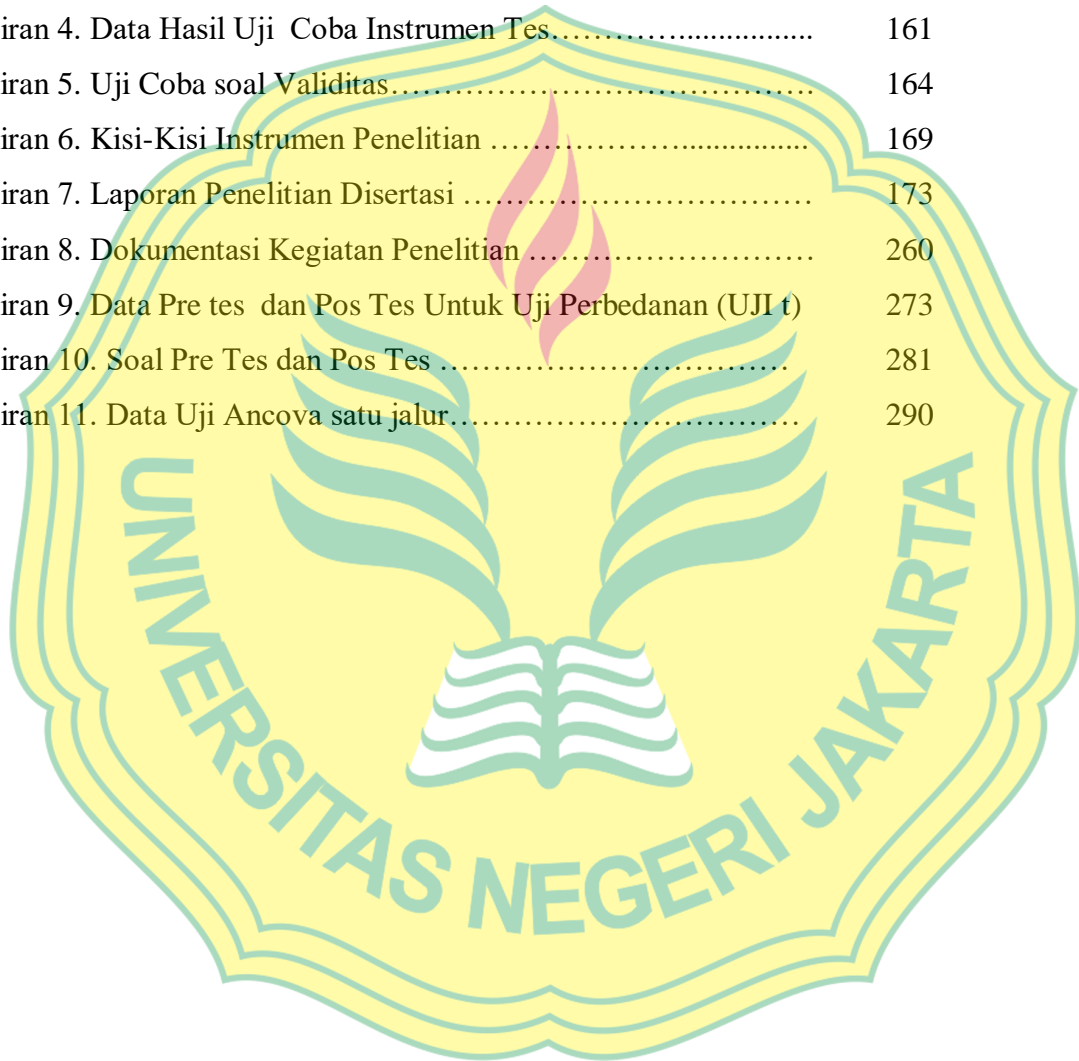 iran 4. Data Hasil Uji  Coba Instrumen Tes………….................. 161
iran 5. Uji Coba soal Validitas…………………………………… 164
iran 6. Kisi-Kisi Instrumen Penelitian ………………................ 169
iran 7. Laporan Penelitian Disertasi ……………………………… 173
iran 8. Dokumentasi Kegiatan Penelitian ………………………… 260
iran 9. Data Pre tes  dan Pos Tes Untuk Uji Perbedanan (UJI t) 273
iran 10. Soal Pre Tes dan Pos Tes ……………………………… 281
iran 11. Data Uji Ancova satu jalur……………………………… 290
UNIVERSITAS NEGERI JAKARTA